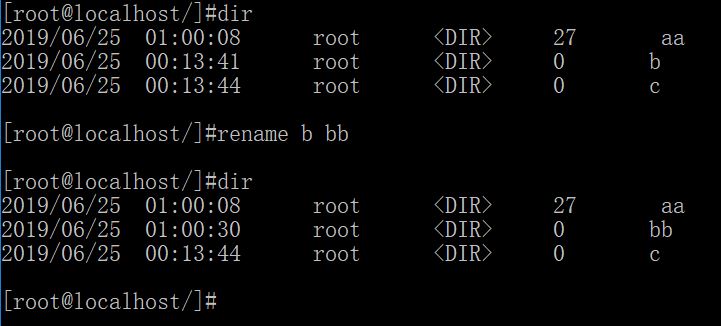 [root@localhost/]#dir
2019/06/25  01:00:08      root      <DIR>     27       aa
2019/06/25  00:13:41      root      <DIR>     0       b
2019/06/25  00:13:44      root      <DIR>     0       c
[root@localhost/]#rename b bb
[root@localhost/]#dir
2019/06/25  01:00:08      root      <DIR>     27       aa
2019/06/25  01:00:30      root      <DIR>     0       bb
2019/06/25  00:13:44      root      <DIR>     0       c
[root@localhost/]#